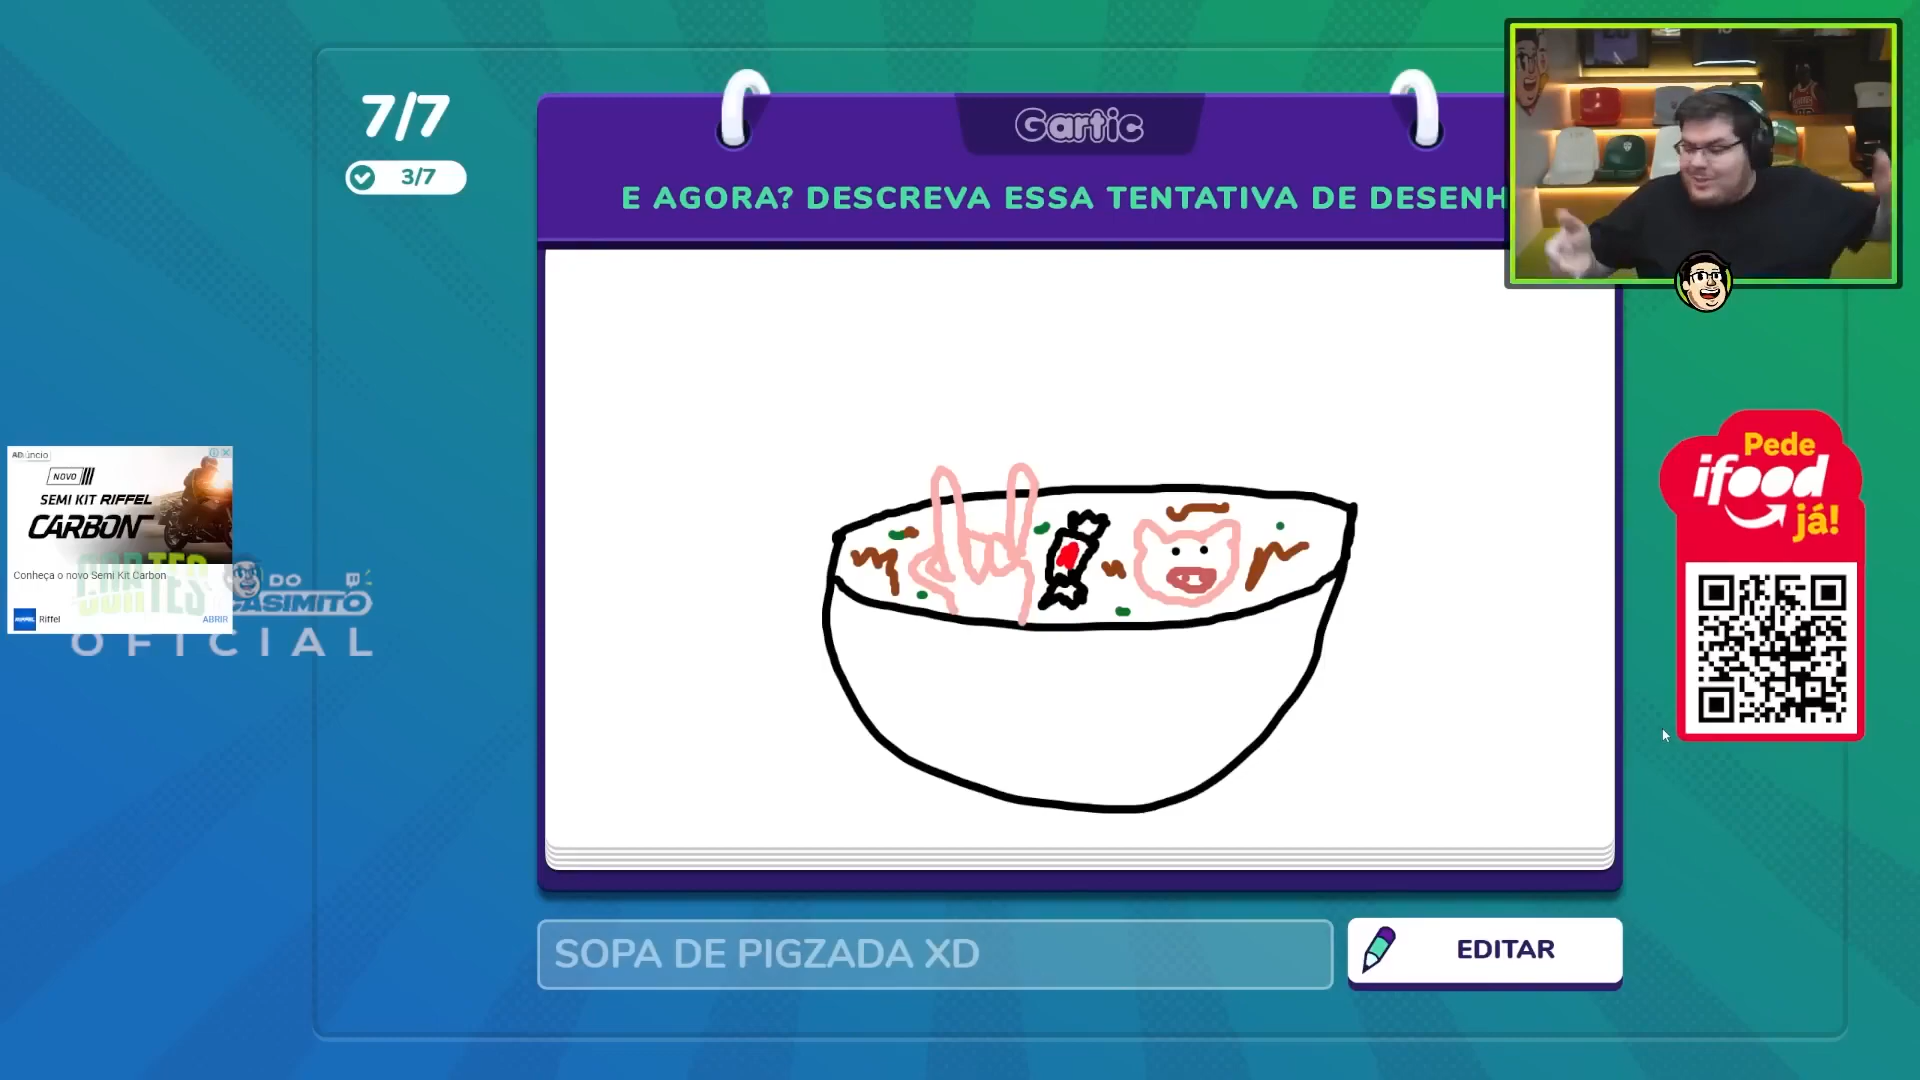 7/7
3/7
Gartic
E AGORA? DESCREVA ESSA TENTATIVA DE DESENH
Pede
ifood
já!
Anúncio
NOVO
SEMI KIT RIFFEL
CARBON
Conheça o novo Semi Kit Carbon
Riffel
ABRIR
CORTES
DO
CASIMITO
OFICIAL
SOPA DE PIGZADA XD
EDITAR